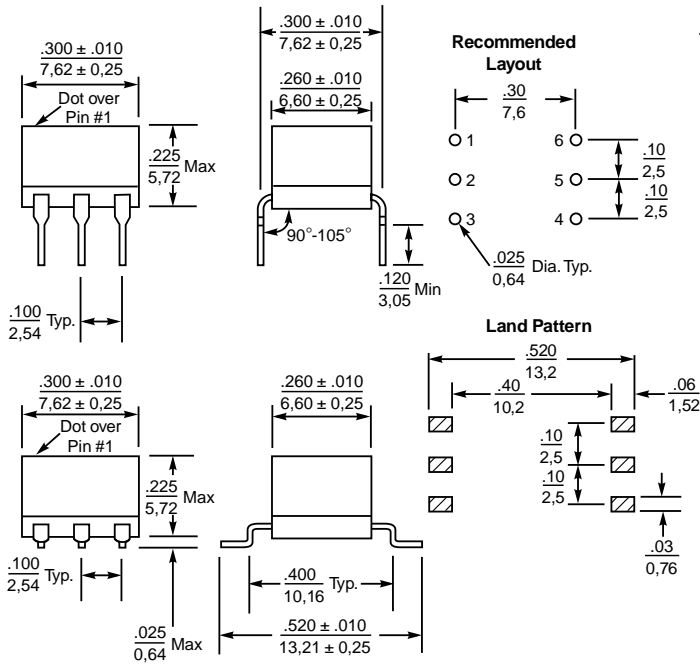 .300 ± .010
7,62 ± 0,25
Dot over
Pin #1
.225
5,72
Max
.100
2,54
Typ.
.300 ± .010
7,62 ± 0,25
.260 ± .010
6,60 ± 0,25
90°-105°
.120
3,05
Min
Recommended
Layout
.30
7,6
1
6
2
5
3
4
.10
2,5
.10
2,5
.025
0,64
Dia. Typ.
.300 ± .010
7,62 ± 0,25
Dot over
Pin #1
.225
5,72
Max
.100
2,54
Typ.
.025
0,64
Max
.260 ± .010
6,60 ± 0,25
.400
10,16
Typ.
.520 ± .010
13,21 ± 0,25
Land Pattern
.520
13,2
.40
10,2
.06
1,52
.10
2,5
.10
2,5
.03
0,76